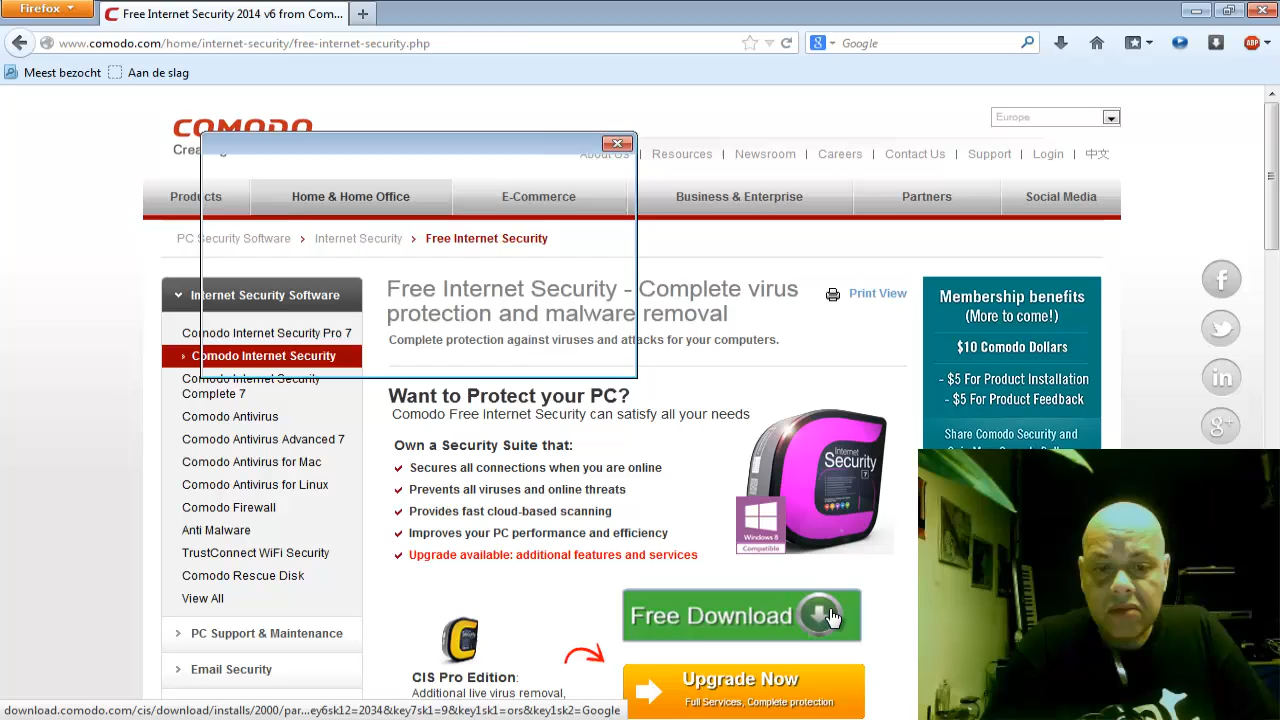 Firefox
Free Internet Security 2014 v6 from Com...
www.comodo.com/home/internet-security/free-internet-security.php
Google
ABP
Meest bezocht
Aan de slag
COMODO
Europe
About Us
Resources
Newsroom
Careers
Contact Us
Support
Login
中文
Products
Home & Home Office
E-Commerce
Business & Enterprise
Partners
Social Media
PC Security Software
Internet Security
Free Internet Security
Internet Security Software
Comodo Internet Security Pro 7
Comodo Internet Security
Comodo Internet Security
Complete 7
Comodo Antivirus
Comodo Antivirus Advanced 7
Comodo Antivirus for Mac
Comodo Antivirus for Linux
Comodo Firewall
Anti Malware
TrustConnect WiFi Security
Comodo Rescue Disk
View All
PC Support & Maintenance
Email Security
Free Internet Security - Complete virus
protection and malware removal
Print View
Complete protection against viruses and attacks for your computers.
Want to Protect your PC?
Comodo Free Internet Security can satisfy all your needs
Own a Security Suite that:
Secures all connections when you are online
Prevents all viruses and online threats
Provides fast cloud-based scanning
Improves your PC performance and efficiency
Upgrade available: additional features and services
Internet
Security
7
Windows 8
Compatible
Free Download
CIS Pro Edition:
Additional live virus removal,
Upgrade Now
Full Services, Complete protection
Membership benefits
(More to come!)
$10 Comodo Dollars
- $5 For Product Installation
- $5 For Product Feedback
Share Comodo Security and
f
in
g+
download.comodo.com/cis/download/installs/2000/par...ey6sk12=2034&key7sk1=9&key1sk1=ors&key1sk2=Google